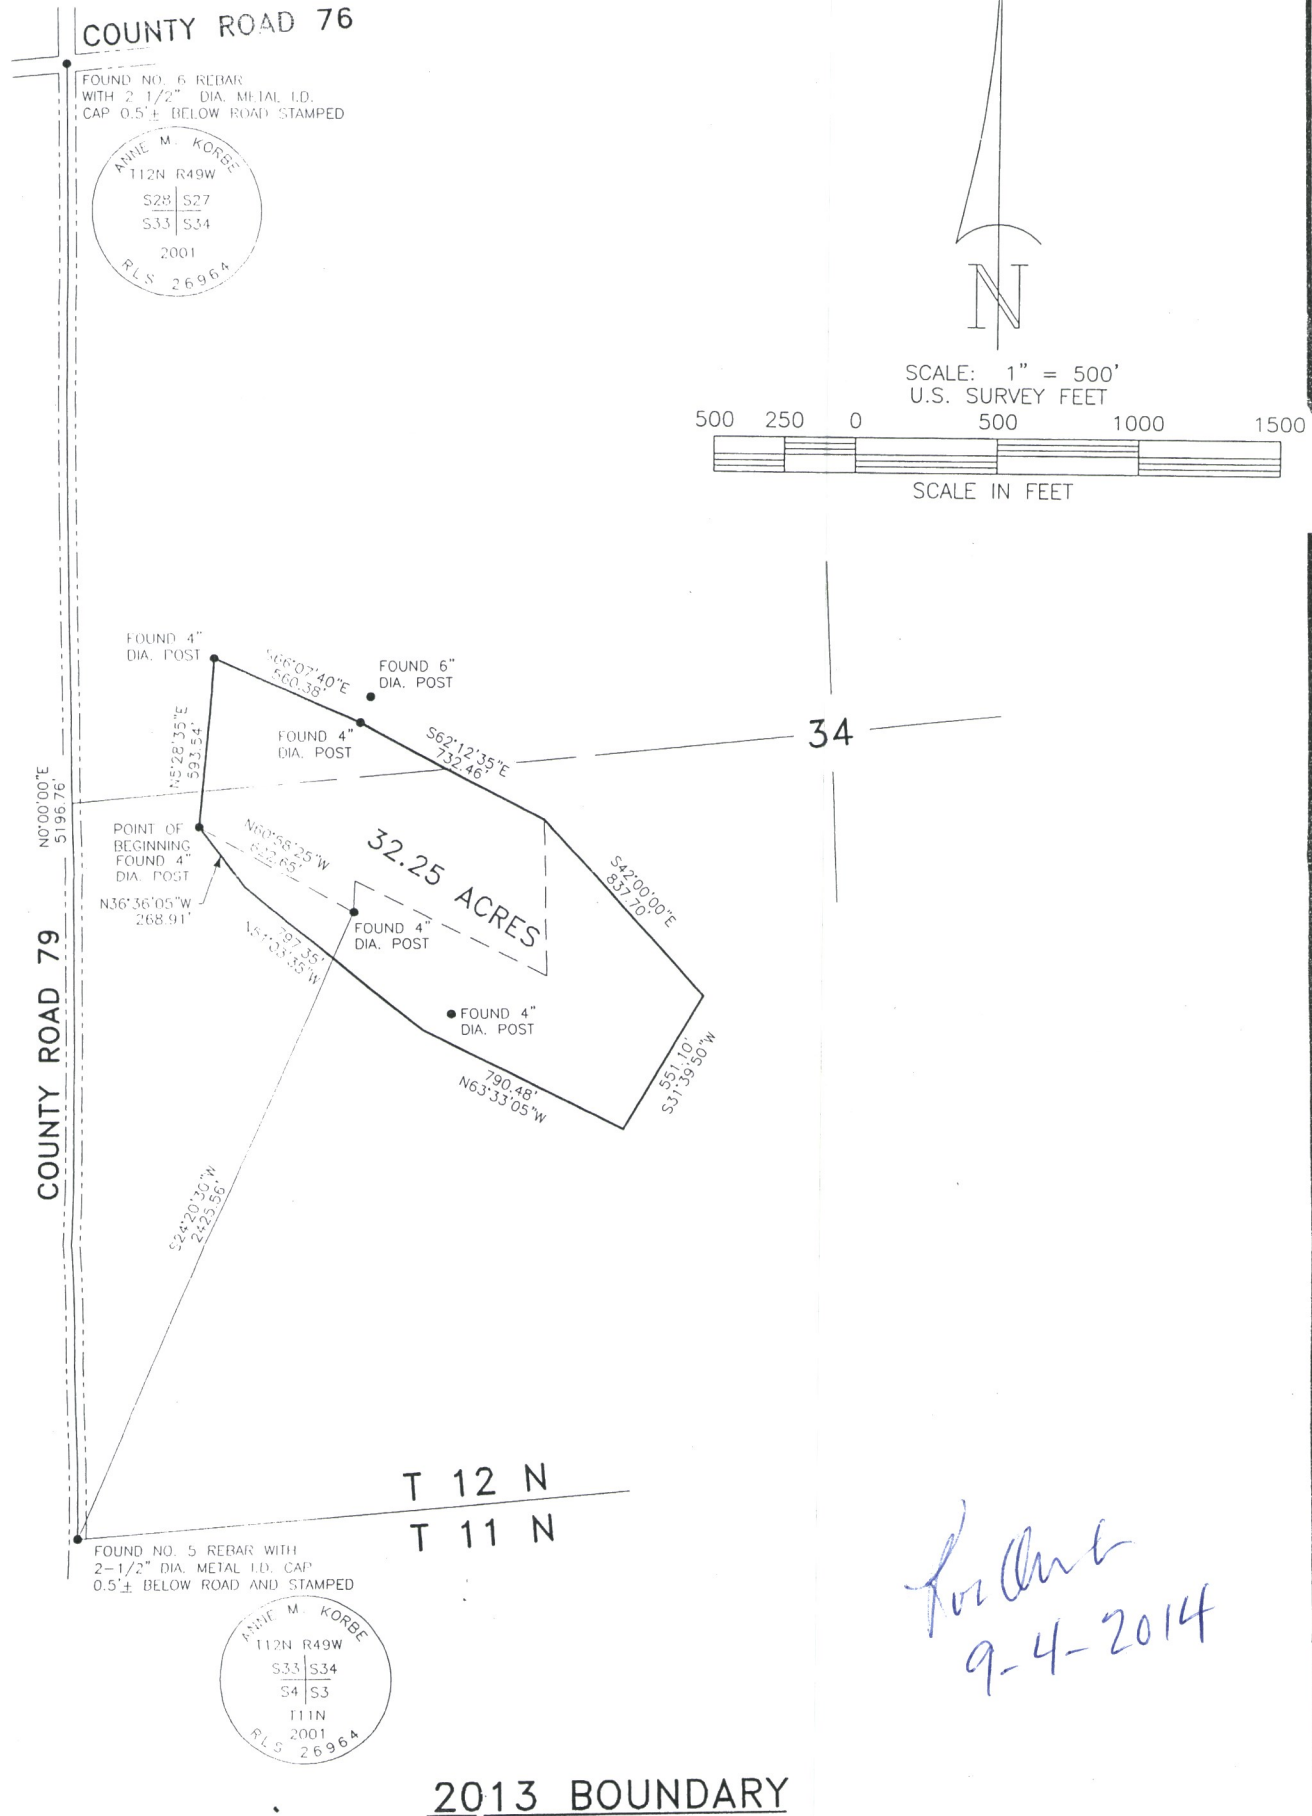 COUNTY ROAD 76
FOUND NO. 6 REBAR
WITH 2 1/2" DIA. METAL I.D.
CAP 0.5'± BELOW ROAD STAMPED
ANNE M. KORBE
T12N R49W
S28 S27
S33 S34
2001
RLS 26964
N
SCALE: 1" = 500'
U.S. SURVEY FEET
500 250 0 500 1000 1500
SCALE IN FEET
FOUND 4"
DIA. POST
S66°07'40"E
560.38'
FOUND 6"
DIA. POST
FOUND 4"
DIA. POST
S62°12'35"E
732.46'
34
N5°28'35"E
593.54'
N0°00'00"E
5196.76'
POINT OF
BEGINNING
FOUND 4"
DIA. POST
N60°58'25"W
622.65'
32.25 ACRES
S42°00'00"E
837.70'
N36°36'05"W
268.91'
FOUND 4"
DIA. POST
797.35'
N51°03'35"W
COUNTY ROAD 79
FOUND 4"
DIA. POST
551.10'
S31°39'50"W
790.48'
N63°33'05"W
S24°20'30"W
2425.56'
T 12 N
T 11 N
FOUND NO. 5 REBAR WITH
2-1/2" DIA. METAL I.D. CAP
0.5'± BELOW ROAD AND STAMPED
ANNE M. KORBE
T12N R49W
S33 S34
S4 S3
T11N
2001
RLS 26964
9-4-2014
2013 BOUNDARY